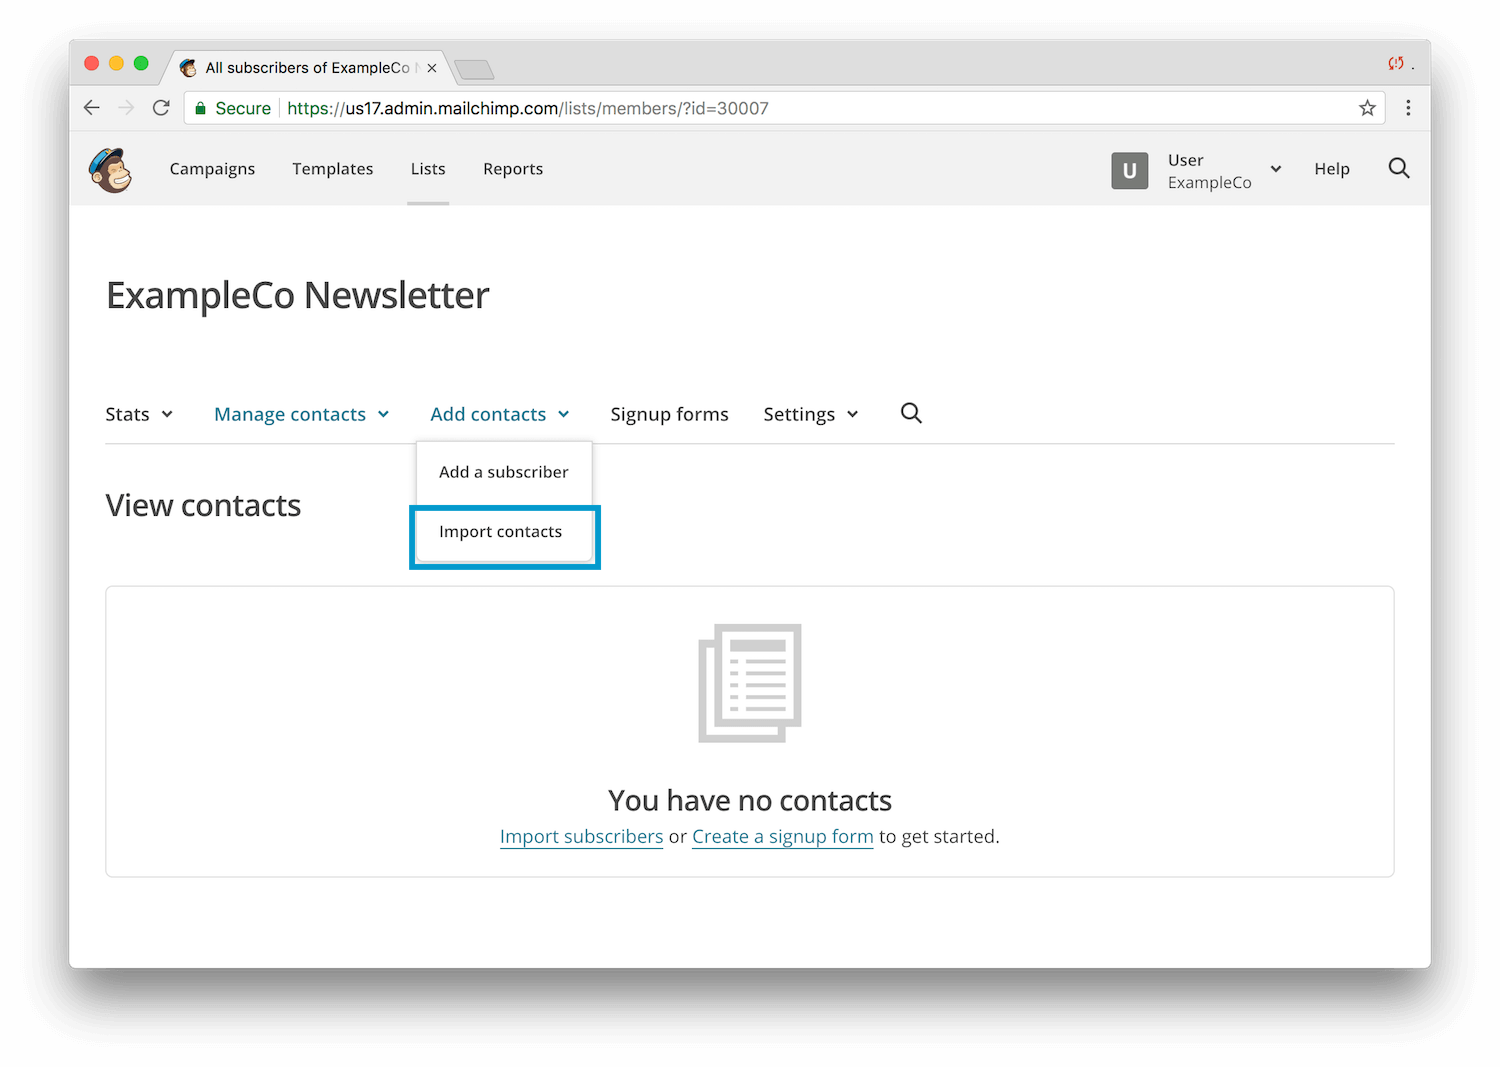 All subscribers of ExampleCo
Secure https://us17.admin.mailchimp.com/lists/members/?id=30007
Campaigns Templates Lists Reports U User ExampleCo Help
ExampleCo Newsletter
Stats Manage contacts Add contacts Signup forms Settings
Add a subscriber
View contacts
Import contacts
You have no contacts
Import subscribers or Create a signup form to get started.